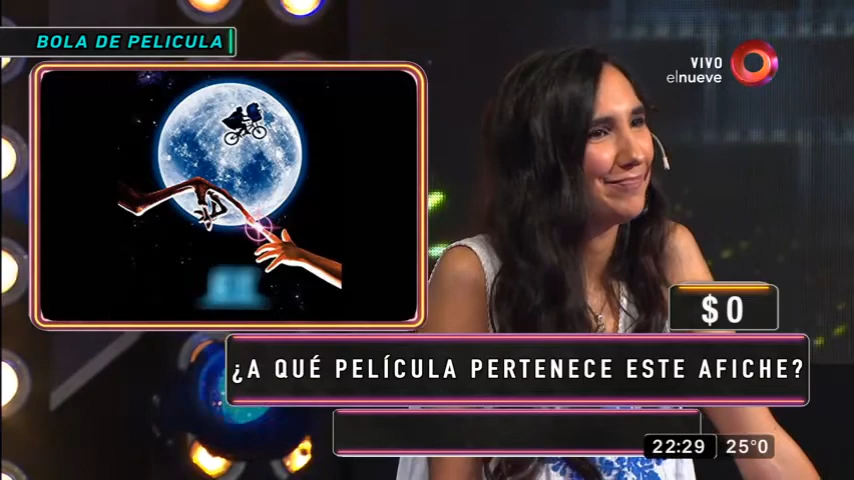 BOLA DE PELICULA
VIVO
elnueve
$0
¿A QUÉ PELÍCULA PERTENECE ESTE AFICHE?
22:29 25°0